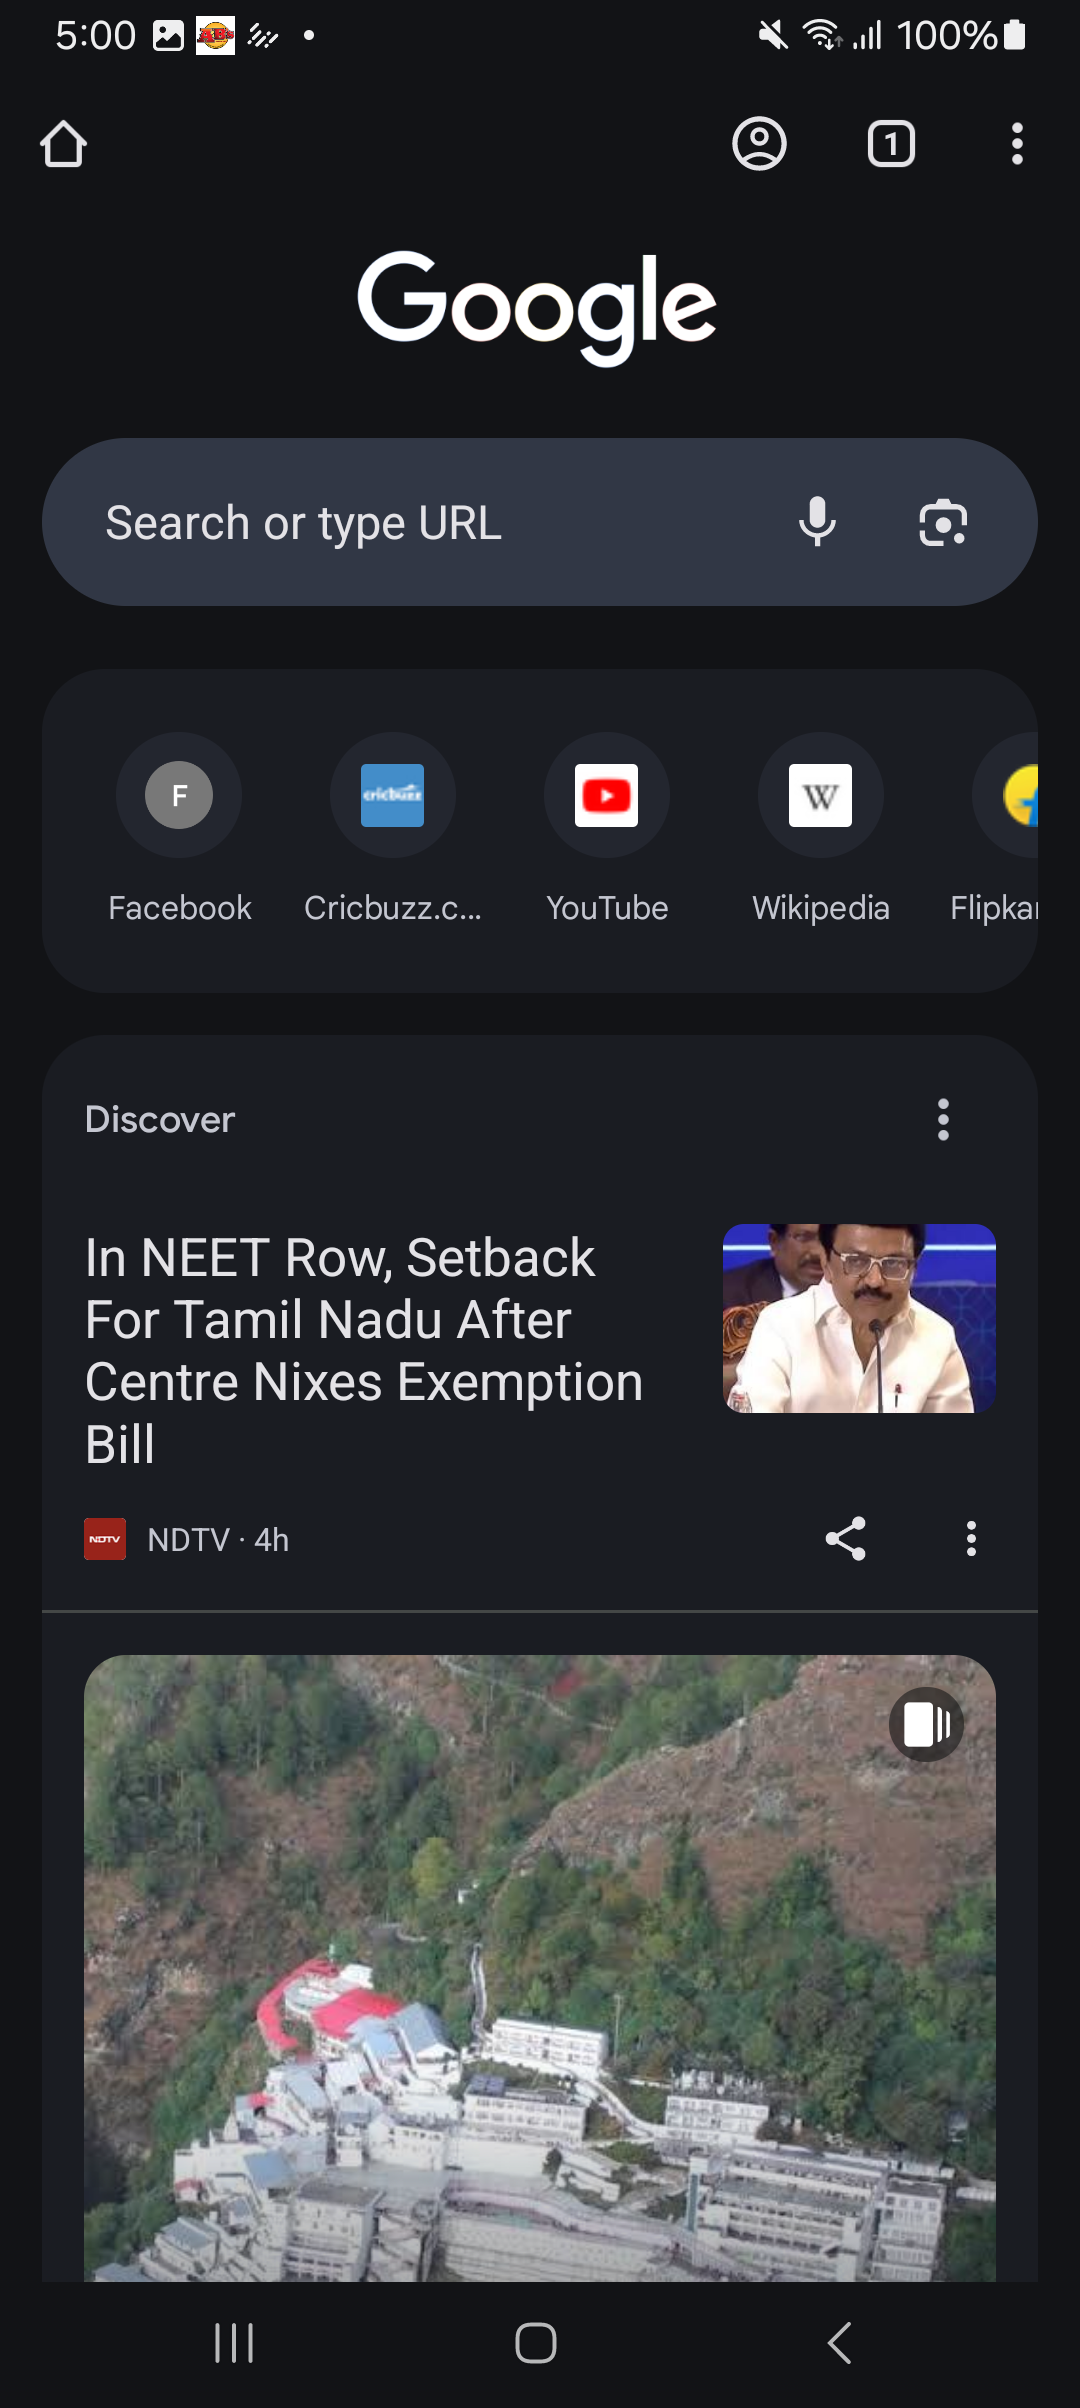 5:00
100%
1
Google
Search or type URL
F
cricbuzz
W
Facebook
Cricbuzz.c...
YouTube
Wikipedia
Flipka
Discover
In NEET Row, Setback
For Tamil Nadu After
Centre Nixes Exemption
Bill
NDTV
NDTV · 4h